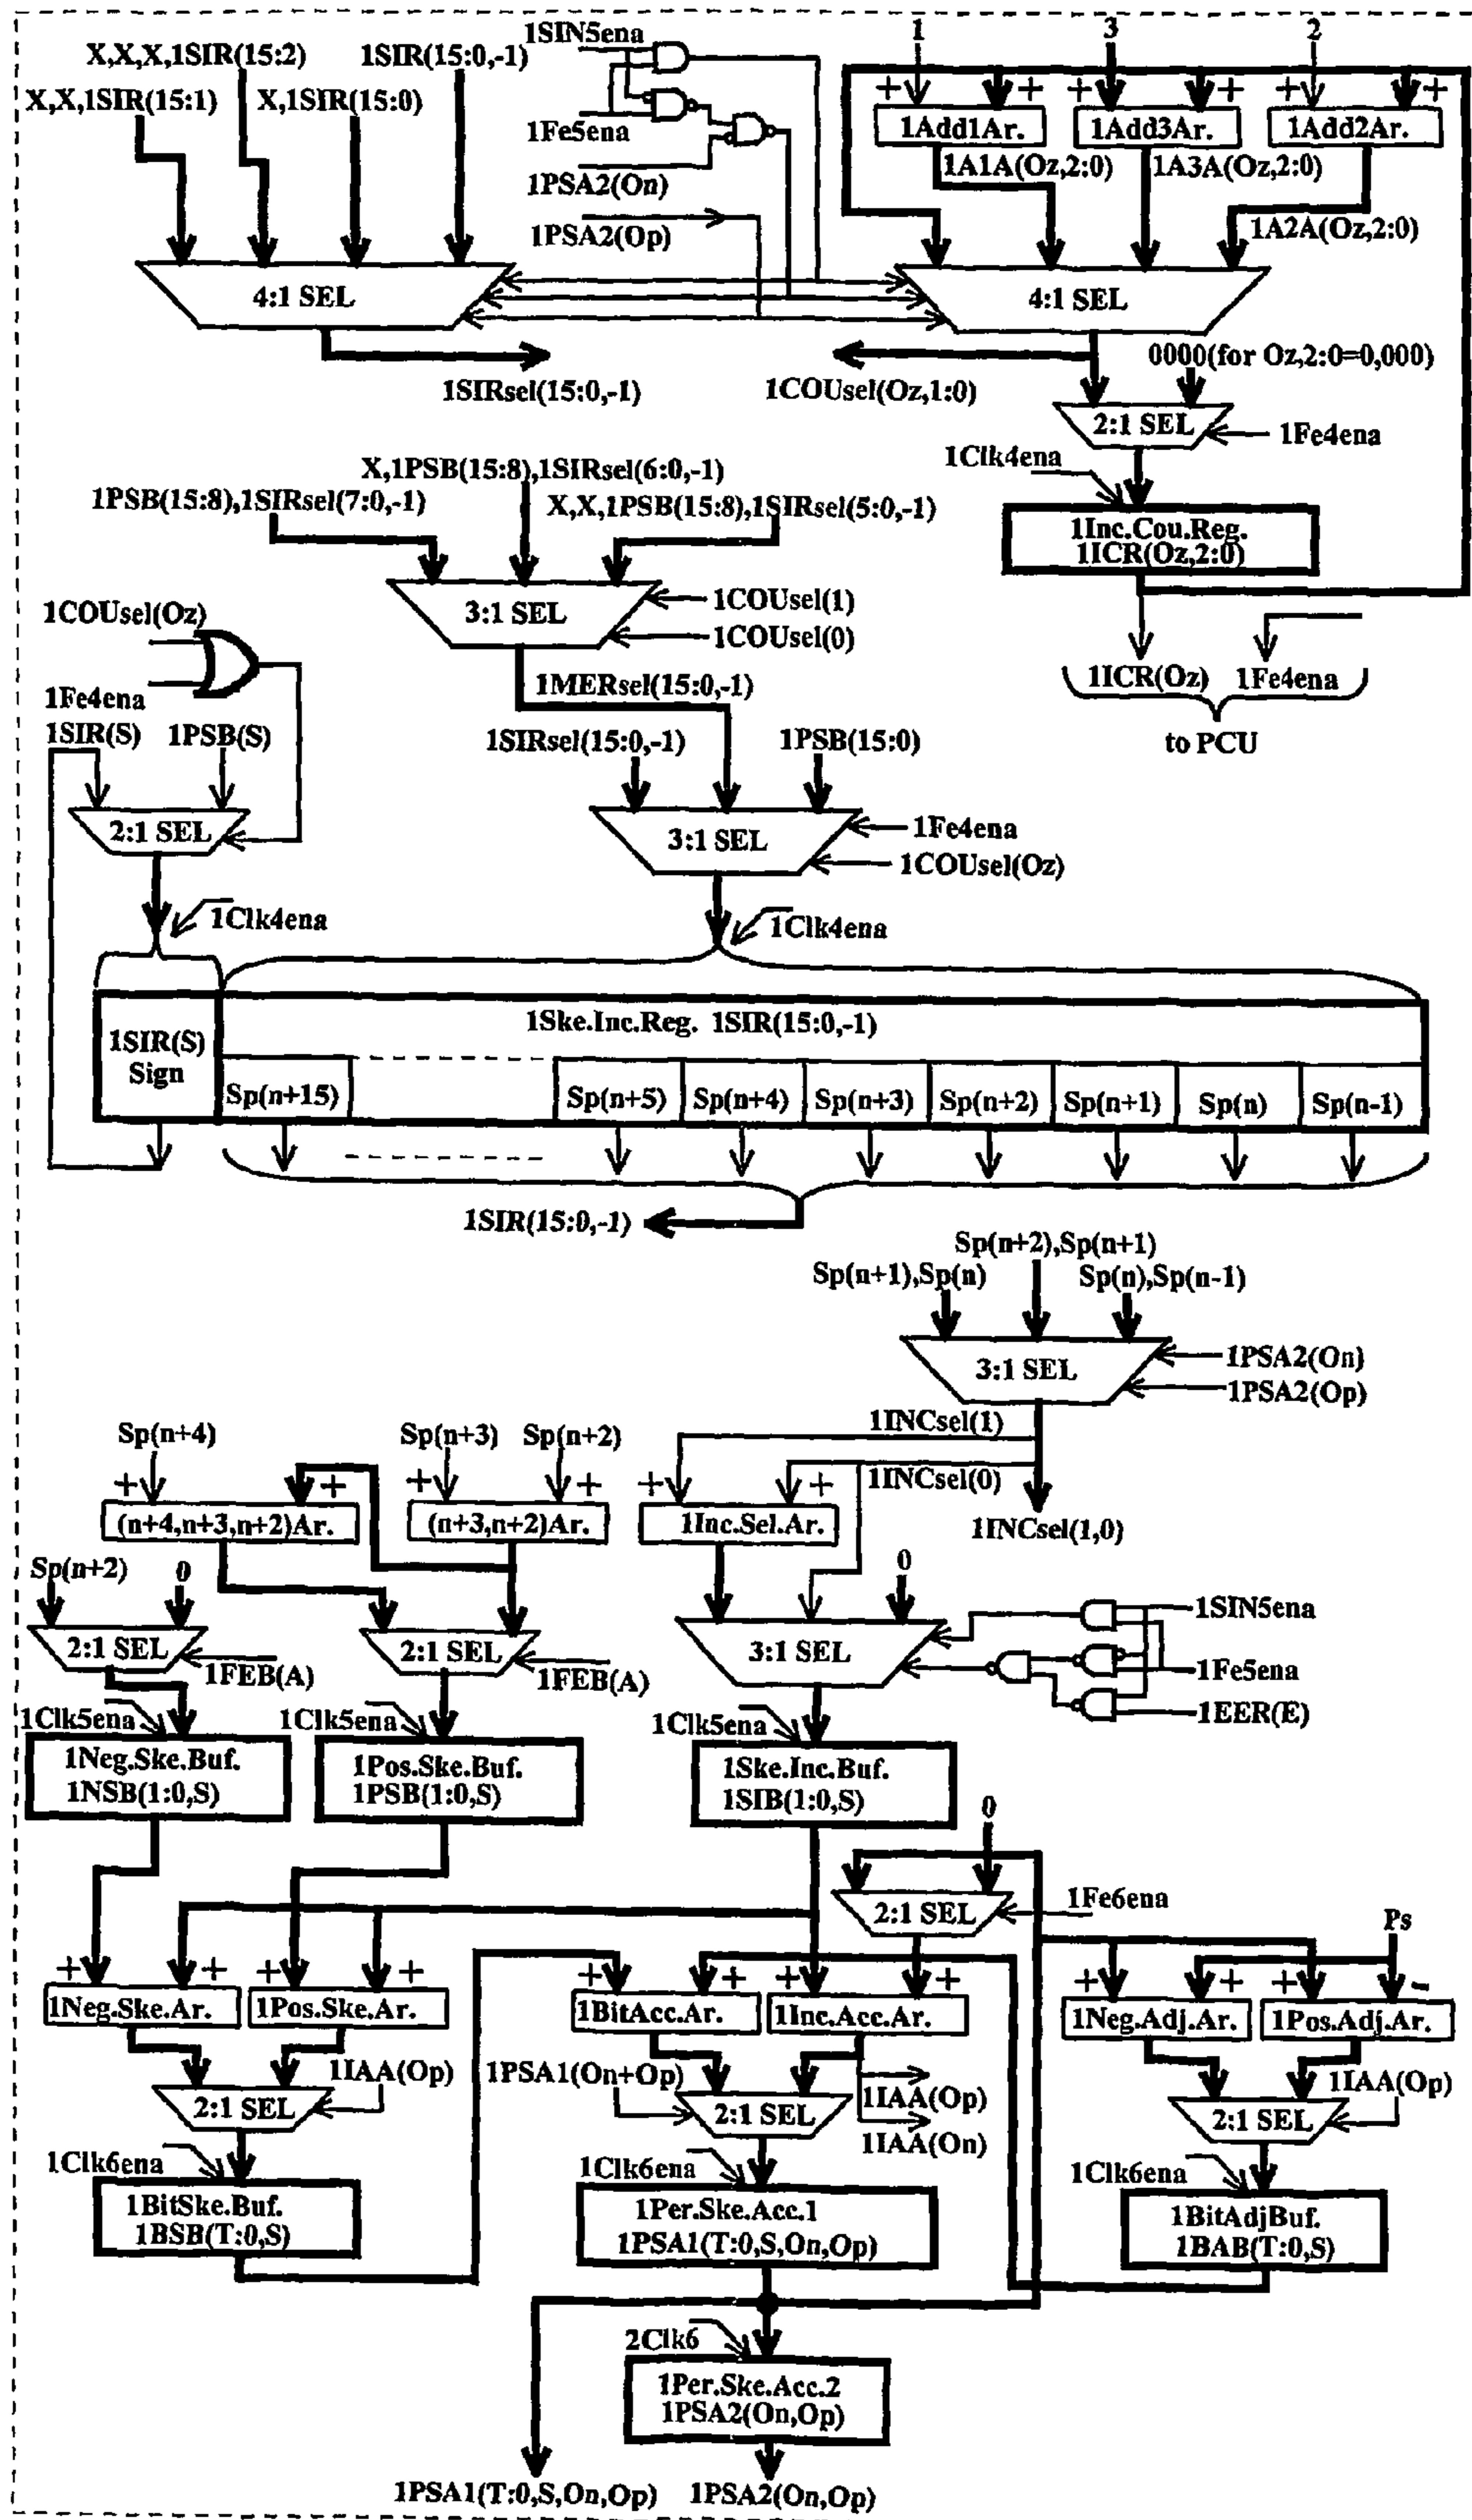 1SIN5ena
1
3
2
X,X,X,1SIR(15:2)
1SIR(15:0,-1)
X,X,1SIR(15:1)
X,1SIR(15:0)
+
+
+
+
+
+
1Fe5ena
1Add1Ar.
1Add3Ar.
1Add2Ar.
1A1A(Oz,2:0)
1A3A(Oz,2:0)
1PSA2(On)
1PSA2(Op)
1A2A(Oz,2:0)
4:1 SEL
4:1 SEL
0000(for Oz,2:0=0,000)
1SIRsel(15:0,-1)
1COUsel(Oz,1:0)
2:1 SEL
1Fe4ena
1Clk4ena
X,1PSB(15:8),1SIRsel(6:0,-1)
1PSB(15:8),1SIRsel(7:0,-1)
X,X,1PSB(15:8),1SIRsel(5:0,-1)
1Inc.Cou.Reg.
1ICR(Oz,2:0)
3:1 SEL
1COUsel(1)
1COUsel(0)
1COUsel(Oz)
1Fe4ena
1MERsel(15:0,-1)
1ICR(Oz)
1Fe4ena
to PCU
1SIR(S)
1PSB(S)
1SIRsel(15:0,-1)
1PSB(15:0)
2:1 SEL
3:1 SEL
1Fe4ena
1COUsel(Oz)
1Clk4ena
1Clk4ena
1SIR(S)
Sign
1Ske.Inc.Reg. 1SIR(15:0,-1)
Sp(n+15)
Sp(n+5)
Sp(n+4)
Sp(n+3)
Sp(n+2)
Sp(n+1)
Sp(n)
Sp(n-1)
1SIR(15:0,-1)
Sp(n+2),Sp(n+1)
Sp(n+1),Sp(n)
Sp(n),Sp(n-1)
3:1 SEL
1PSA2(On)
1PSA2(Op)
1INCsel(1)
Sp(n+4)
Sp(n+3)
Sp(n+2)
1INCsel(0)
+
+
+
+
+
+
(n+4,n+3,n+2)Ar.
(n+3,n+2)Ar.
1Inc.Sel.Ar.
1INCsel(1,0)
Sp(n+2)
0
0
2:1 SEL
2:1 SEL
3:1 SEL
1SIN5ena
1Fe5ena
1EER(E)
1FEB(A)
1FEB(A)
1Clk5ena
1Clk5ena
1Clk5ena
1Neg.Ske.Buf.
1NSB(1:0,S)
1Pos.Ske.Buf.
1PSB(1:0,S)
1Ske.Inc.Buf.
1SIB(1:0,S)
0
2:1 SEL
1Fe6ena
Ps
+
+
+
+
+
+
+
+
+
+
+
-
1Neg.Ske.Ar.
1Pos.Ske.Ar.
1BitAcc.Ar.
1Inc.Acc.Ar.
1Neg.Adj.Ar.
1Pos.Adj.Ar.
1IAA(Op)
1PSA1(On+Op)
1IAA(Op)
1IAA(On)
1IAA(Op)
2:1 SEL
2:1 SEL
2:1 SEL
1Clk6ena
1Clk6ena
1Clk6ena
1BitSke.Buf.
1BSB(T:0,S)
1Per.Ske.Acc.1
1PSA1(T:0,S,On,Op)
1BitAdjBuf.
1BAB(T:0,S)
2Clk6
1Per.Ske.Acc.2
1PSA2(On,Op)
1PSA1(T:0,S,On,Op)
1PSA2(On,Op)